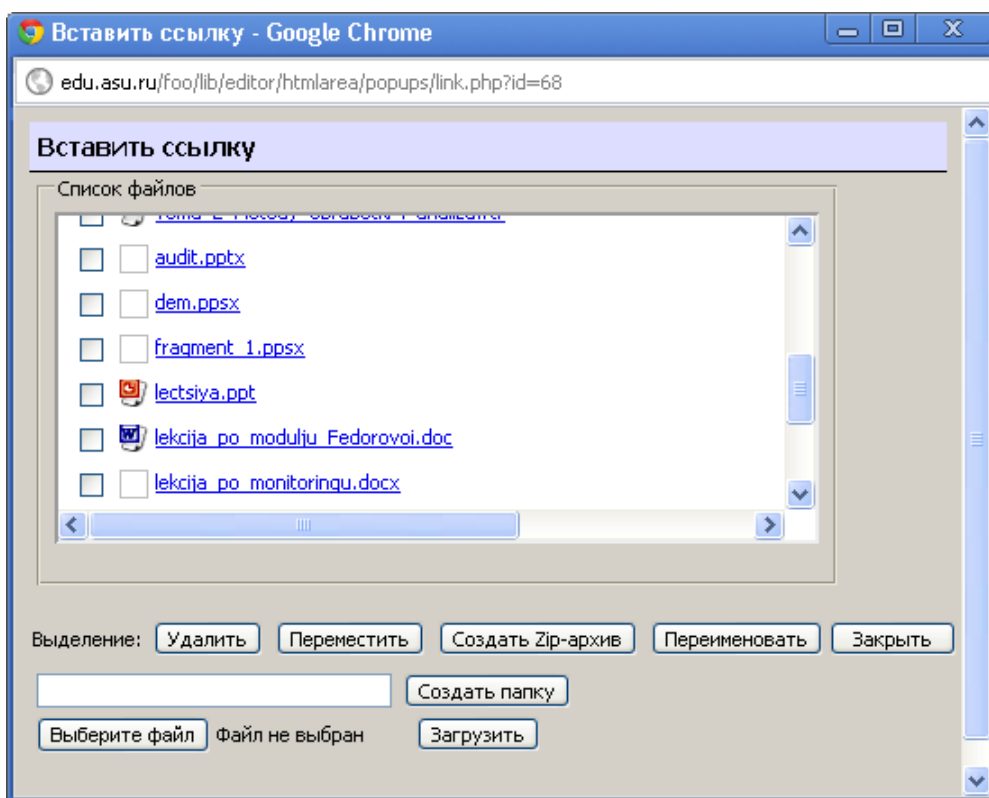 Вставить ссылку - Google Chrome
edu.asu.ru/foo/lib/editor/htmlarea/popups/link.php?id=68
Вставить ссылку
Список файлов
audit.pptx
dem.ppsx
fragment_1.ppsx
lectsiya.ppt
lekcija_po_modulju_Fedorovoi.doc
lekcija_po_monitoringu.docx
Выделение: Удалить Переместить Создать Zip-архив Переименовать Закрыть
Создать папку
Выберите файл Файл не выбран Загрузить